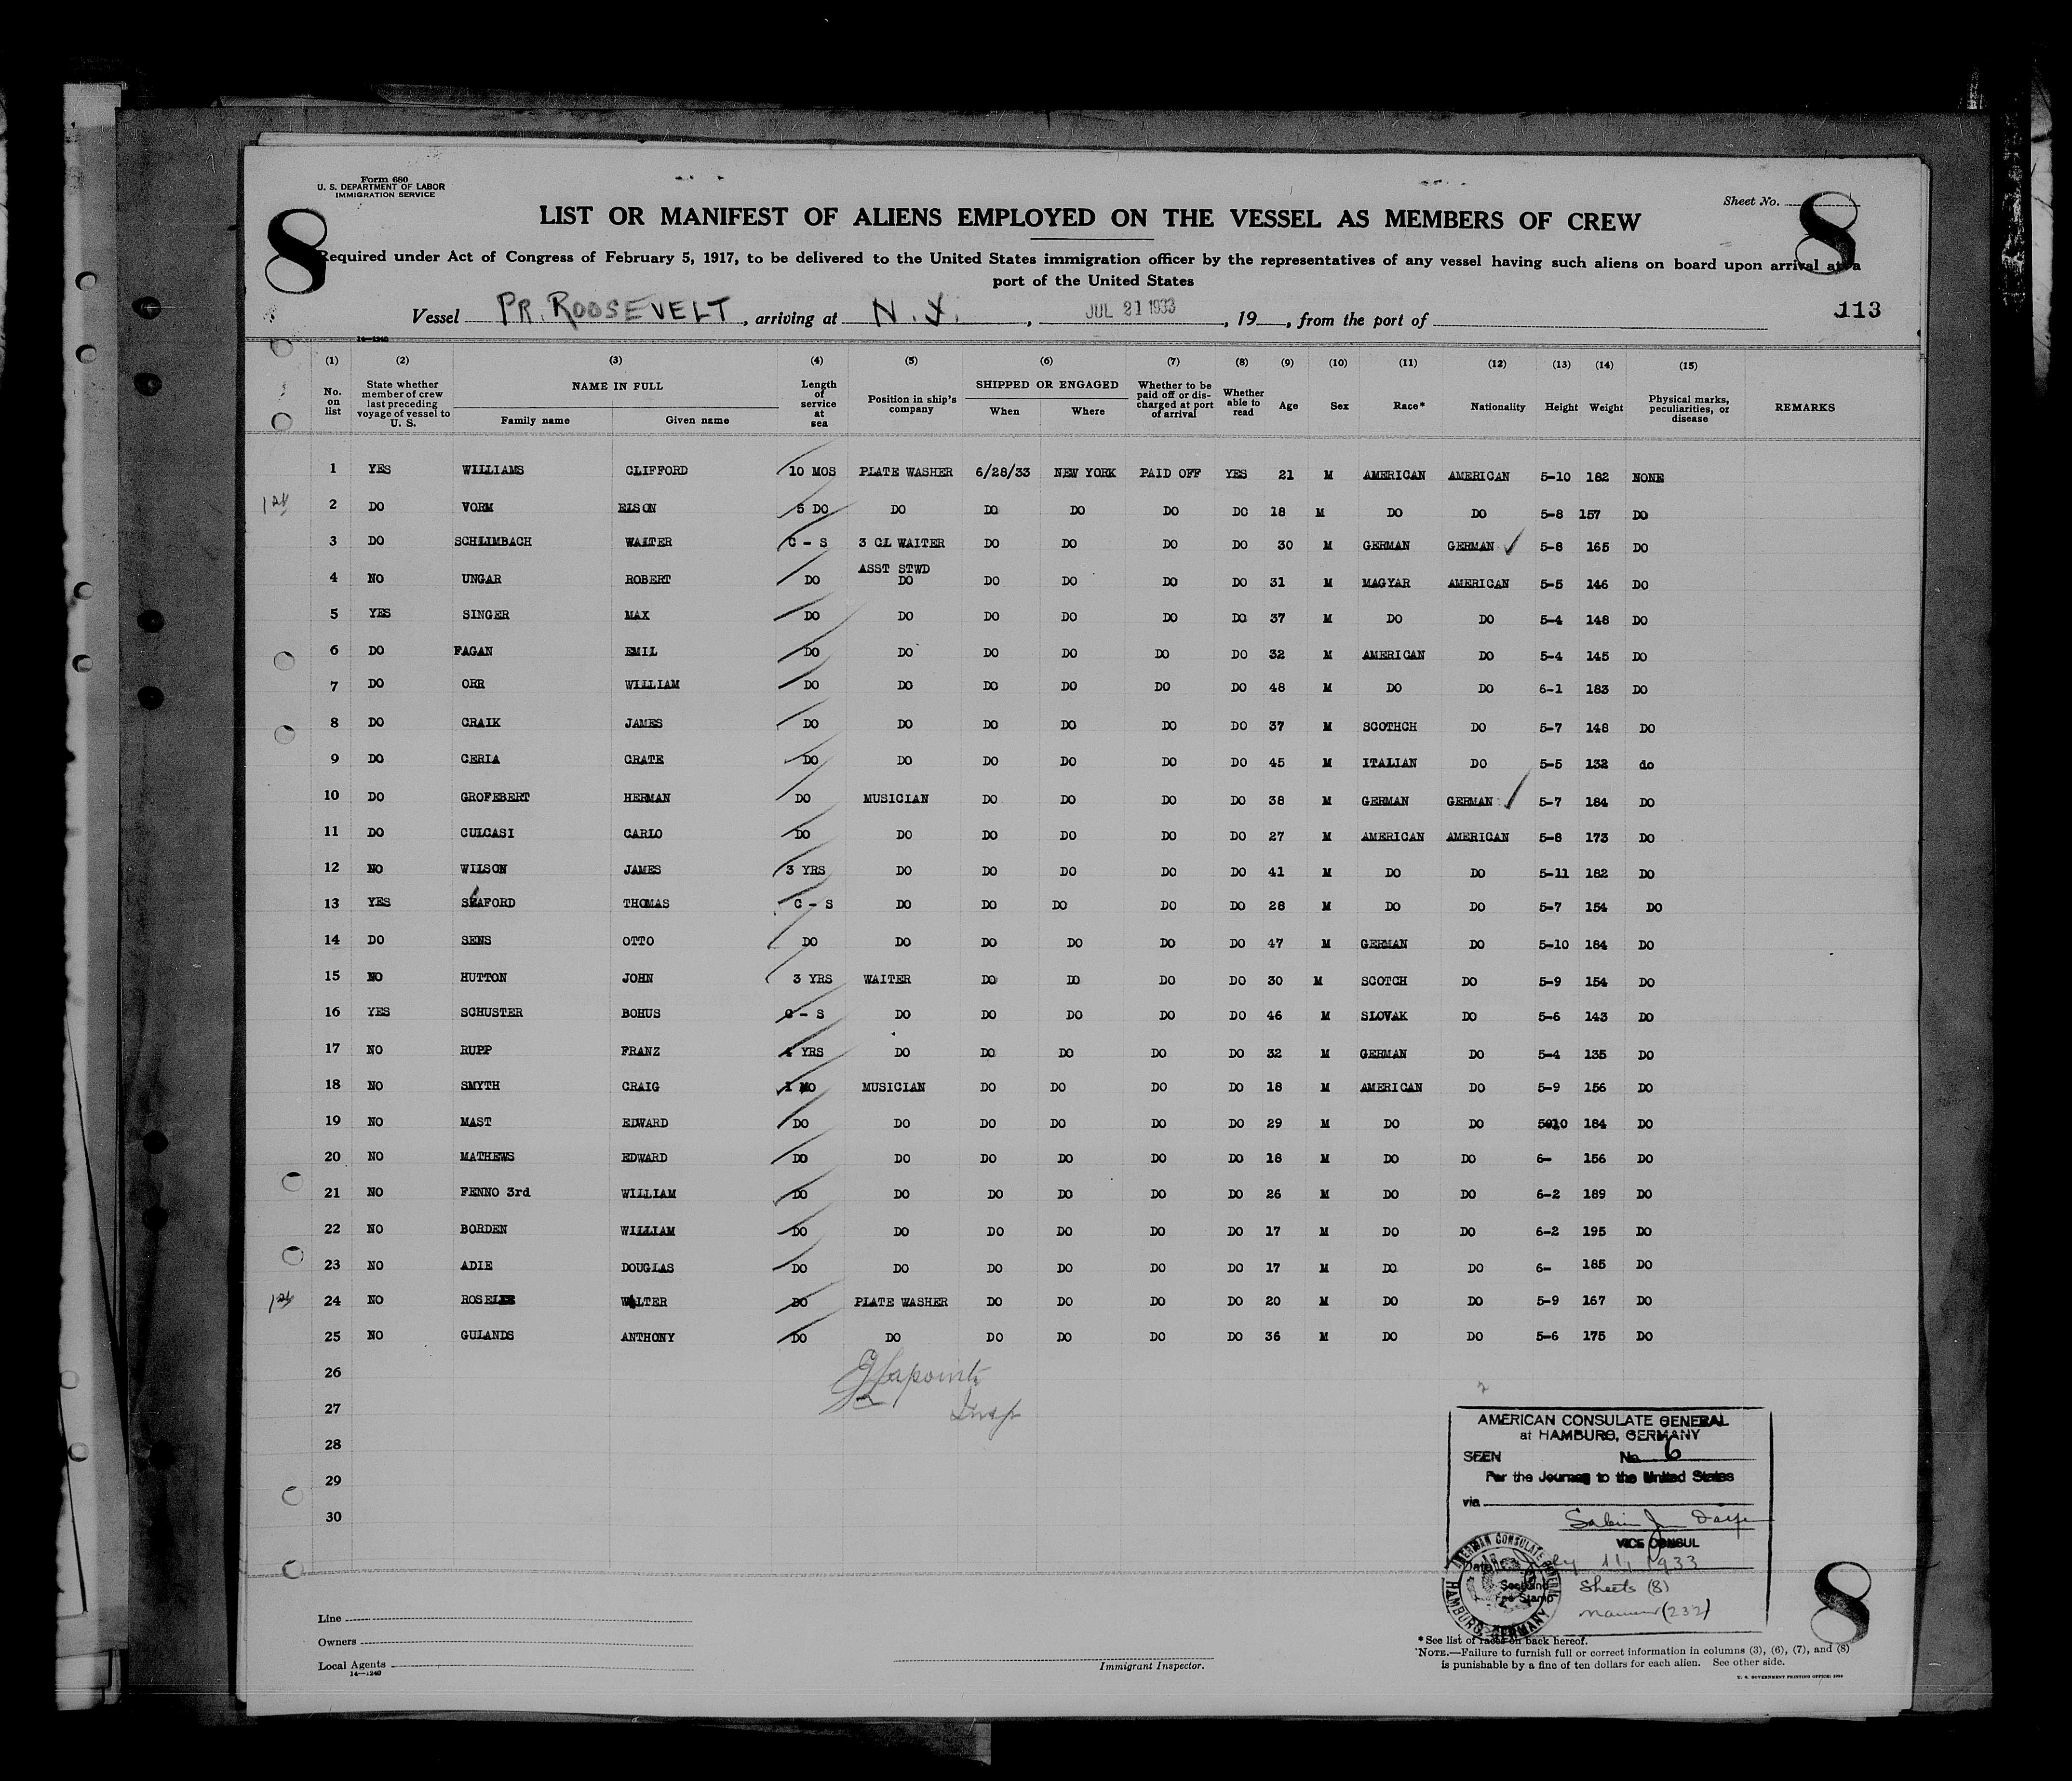 Form 680
U. S. DEPARTMENT OF LABOR
IMMIGRATION SERVICE
Sheet No.
8
8
LIST OR MANIFEST OF ALIENS EMPLOYED ON THE VESSEL AS MEMBERS OF CREW
Required under Act of Congress of February 5, 1917, to be delivered to the United States immigration officer by the representatives of any vessel having such aliens on board upon arrival at a
port of the United States
Vessel PR. ROOSEVELT, arriving at N.Y., JUL 21 1933, 19, from the port of
113
14—1240
(1) (2) (3) (4) (5) (6) (7) (8) (9) (10) (11) (12) (13) (14) (15)
No. on list State whether member of crew last preceding voyage of vessel to U. S. NAME IN FULL Family name Given name Length of service at sea Position in ship's company SHIPPED OR ENGAGED When Where Whether to be paid off or discharged at port of arrival Whether able to read Age Sex Race* Nationality Height Weight Physical marks, peculiarities, or disease REMARKS
1 YES WILLIAMS CLIFFORD 10 MOS PLATE WASHER 6/28/33 NEW YORK PAID OFF YES 21 M AMERICAN AMERICAN 5-10 182 NONE
2 DO VORM EISON 5 DO DO DO DO DO DO 18 M DO DO 5-8 157 DO
3 DO SCHLIMBACH WALTER C - S 3 CL WAITER DO DO DO DO 30 M GERMAN GERMAN ✓ 5-8 165 DO
ASST STWD
4 NO UNGAR ROBERT DO DO DO DO DO DO 31 M MAGYAR AMERICAN 5-5 146 DO
5 YES SINGER MAX DO DO DO DO DO DO 37 M DO DO 5-4 148 DO
6 DO FAGAN EMIL DO DO DO DO DO DO 32 M AMERICAN DO 5-4 145 DO
7 DO ORR WILLIAM DO DO DO DO DO DO 48 M DO DO 6-1 183 DO
8 DO CRAIK JAMES DO DO DO DO DO DO 37 M SCOTHCH DO 5-7 148 DO
9 DO CERIA CRATE DO DO DO DO DO DO 45 M ITALIAN DO 5-5 132 do
10 DO GROFEBERT HERMAN DO MUSICIAN DO DO DO DO 38 M GERMAN GERMAN ✓ 5-7 184 DO
11 DO CULCASI CARLO DO DO DO DO DO DO 27 M AMERICAN AMERICAN 5-8 173 DO
12 NO WILSON JAMES 3 YRS DO DO DO DO DO 41 M DO DO 5-11 182 DO
13 YES SEAFORD THOMAS C - S DO DO DO DO DO 28 M DO DO 5-7 154 DO
14 DO SENS OTTO DO DO DO DO DO DO 47 M GERMAN DO 5-10 184 DO
15 NO HUTTON JOHN 3 YRS WAITER DO DO DO DO 30 M SCOTCH DO 5-9 154 DO
16 YES SCHUSTER BOHUS C - S DO DO DO DO DO 46 M SLOVAK DO 5-6 143 DO
17 NO RUPP FRANZ YRS DO DO DO DO DO 32 M GERMAN DO 5-4 135 DO
18 NO SMYTH CRAIG 1 MO MUSICIAN DO DO DO DO 18 M AMERICAN DO 5-9 156 DO
19 NO MAST EDWARD DO DO DO DO DO DO 29 M DO DO 5010 184 DO
20 NO MATHEWS EDWARD DO DO DO DO DO DO 18 M DO DO 6- 156 DO
21 NO FENNO 3rd WILLIAM DO DO DO DO DO DO 26 M DO DO 6-2 189 DO
22 NO BORDEN WILLIAM DO DO DO DO DO DO 17 M DO DO 6-2 195 DO
23 NO ADIE DOUGLAS DO DO DO DO DO DO 17 M DO DO 6- 185 DO
24 NO WALTER DO PLATE WASHER DO DO DO DO 20 M DO DO 5-9 167 DO
25 NO GULANDS ANTHONY DO DO DO DO DO DO 36 M DO DO 5-6 175 DO
26
27
28
29
30
Lapointe
Insp
AMERICAN CONSULATE GENERAL
at HAMBURG, GERMANY
SEEN No. 6
For the Journey to the United States
via
VICE CONSUL
Date July 11, 1933
Sheets (8)
(232)
AMERICAN CONSULATE GENERAL HAMBURG, GERMANY
Fee Stamp
8
Line
Owners
Local Agents
14—1240
Immigrant Inspector.
*See list of races on back hereof.
NOTE.—Failure to furnish full or correct information in columns (3), (6), (7), and (8)
is punishable by a fine of ten dollars for each alien. See other side.